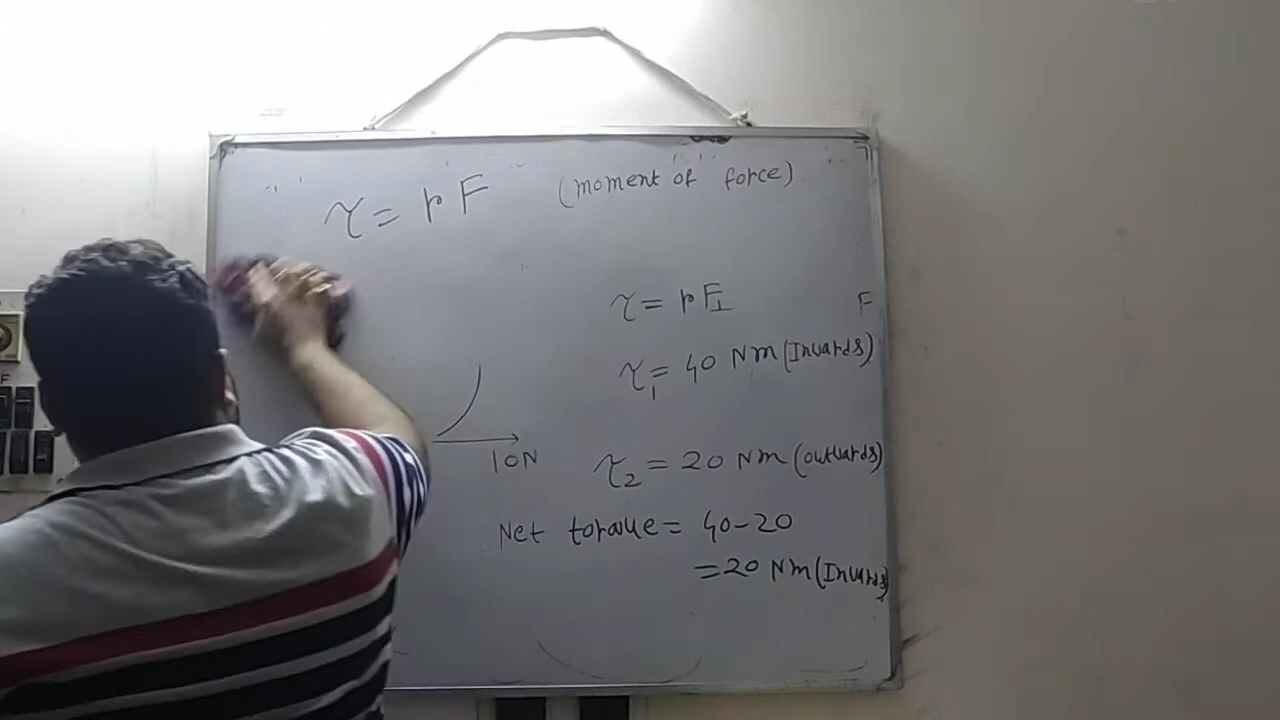 τ = rF (moment of force)
τ = rF⊥ F
τ₁ = 40 Nm (Inwards)
10N
τ₂ = 20 Nm (outwards)
Net torque = 40-20
= 20 Nm (Inwards)